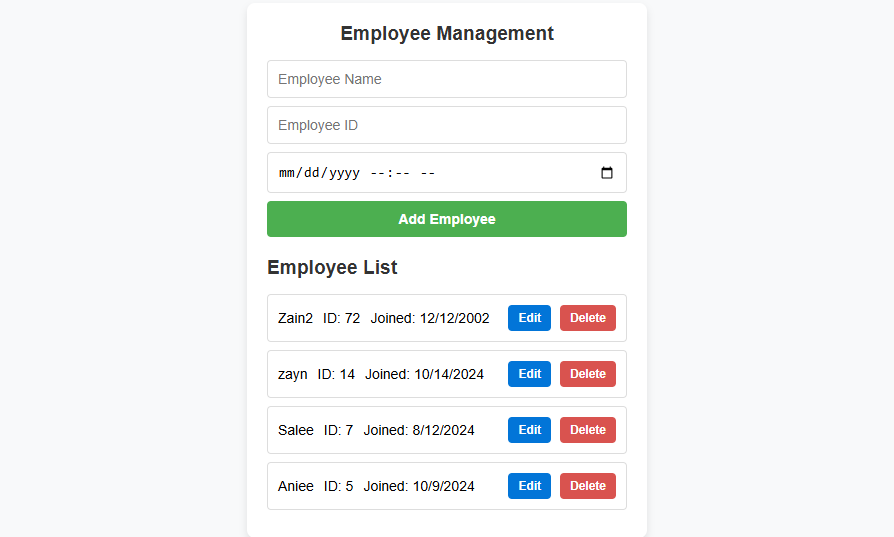 Employee Management
Employee Name
Employee ID
mm/dd/yyyy --:-- --
Add Employee
Employee List
Zain2 ID: 72 Joined: 12/12/2002 Edit Delete
zayn ID: 14 Joined: 10/14/2024 Edit Delete
Salee ID: 7 Joined: 8/12/2024 Edit Delete
Aniee ID: 5 Joined: 10/9/2024 Edit Delete